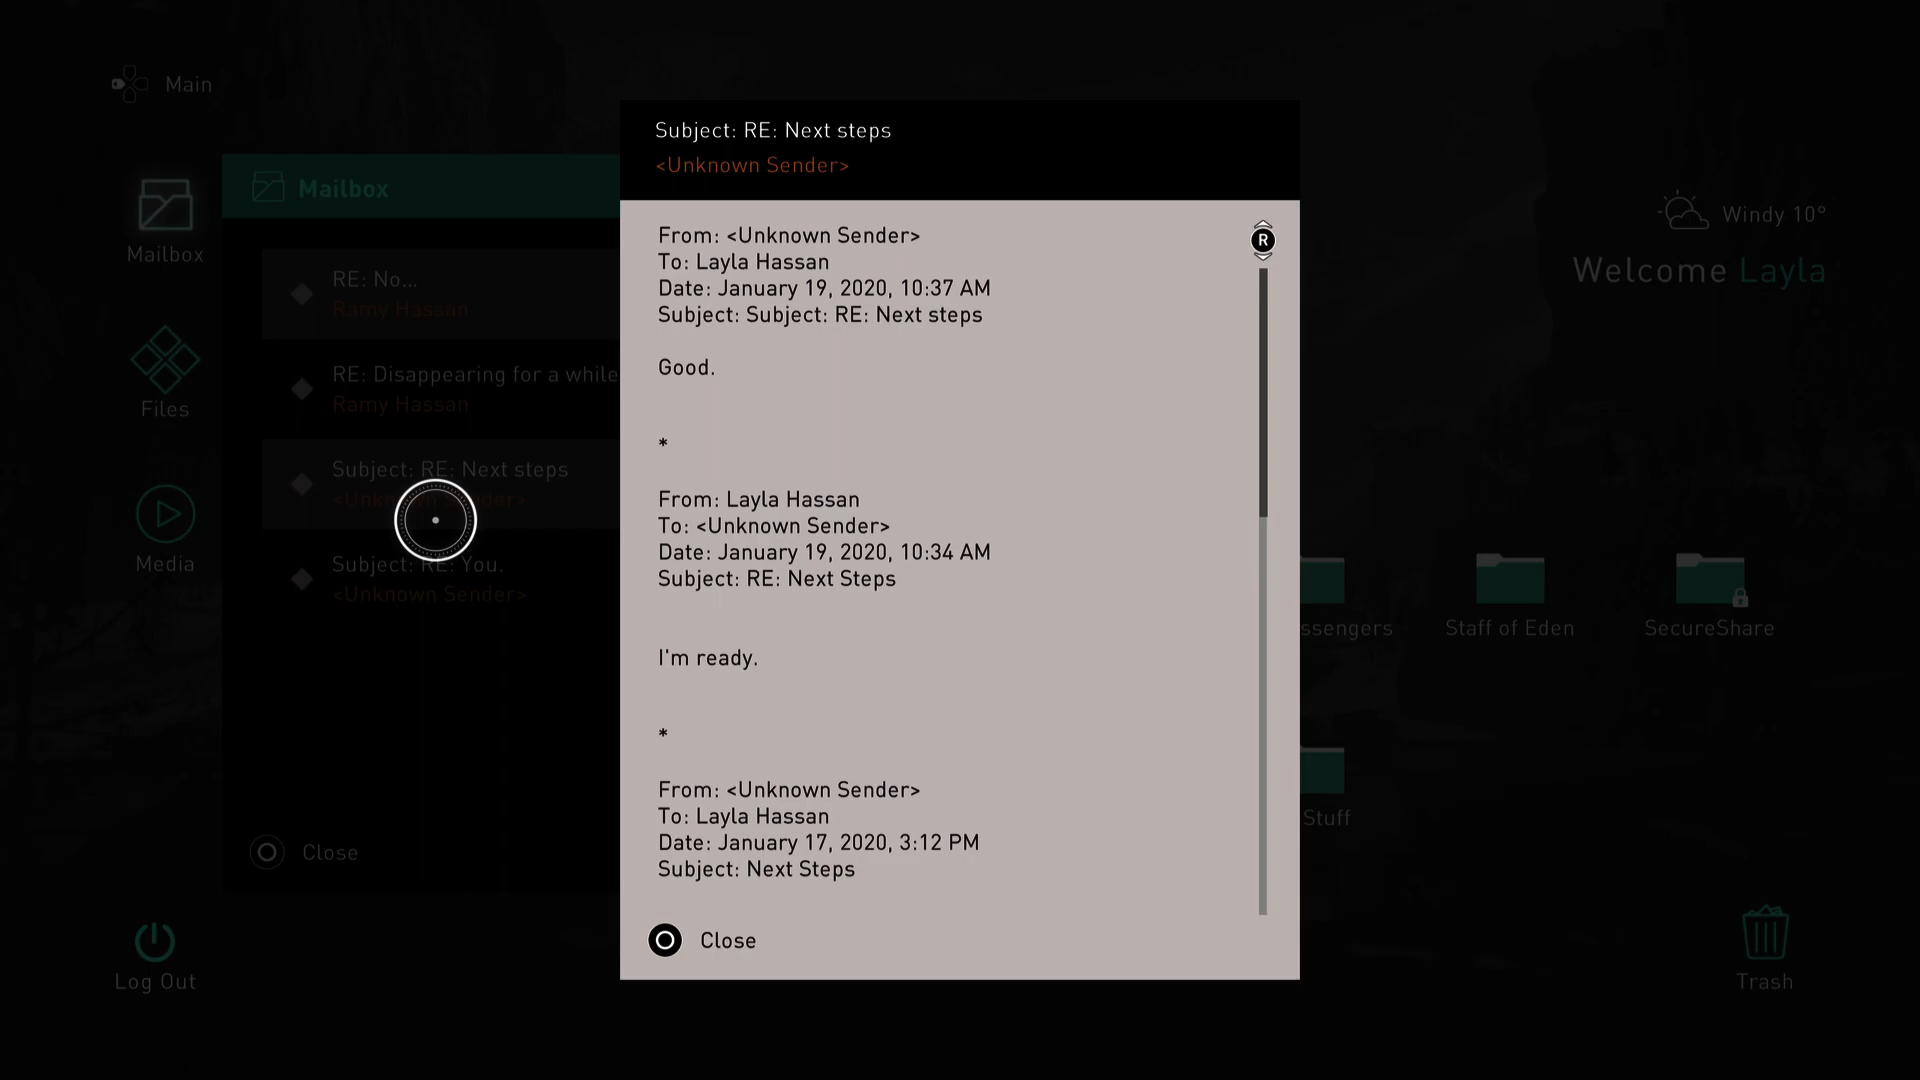 Main
Mailbox
Files
Media
Log Out
Mailbox
RE: No...
Ramy Hassan
RE: Disappearing for a while
Ramy Hassan
Subject: RE: Next steps
<Unknown Sender>
Subject: RE: You.
<Unknown Sender>
Close
Subject: RE: Next steps
<Unknown Sender>
From: <Unknown Sender>
To: Layla Hassan
Date: January 19, 2020, 10:37 AM
Subject: Subject: RE: Next steps
Good.
*
From: Layla Hassan
To: <Unknown Sender>
Date: January 19, 2020, 10:34 AM
Subject: RE: Next Steps
I'm ready.
*
From: <Unknown Sender>
To: Layla Hassan
Date: January 17, 2020, 3:12 PM
Subject: Next Steps
R
Close
Windy 10°
Welcome Layla
ssengers
Staff of Eden
SecureShare
Stuff
Trash